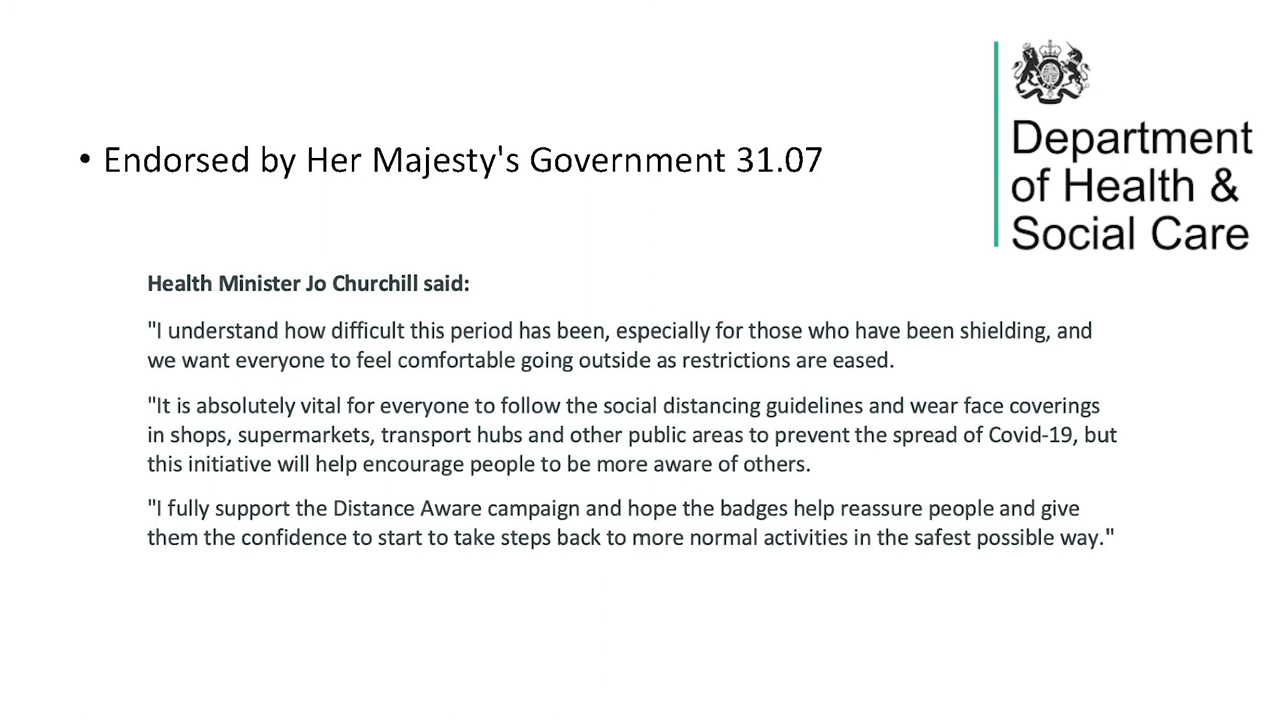 Department
of Health &
Social Care
• Endorsed by Her Majesty's Government 31.07
Health Minister Jo Churchill said:
"I understand how difficult this period has been, especially for those who have been shielding, and
we want everyone to feel comfortable going outside as restrictions are eased.
"It is absolutely vital for everyone to follow the social distancing guidelines and wear face coverings
in shops, supermarkets, transport hubs and other public areas to prevent the spread of Covid-19, but
this initiative will help encourage people to be more aware of others.
"I fully support the Distance Aware campaign and hope the badges help reassure people and give
them the confidence to start to take steps back to more normal activities in the safest possible way."